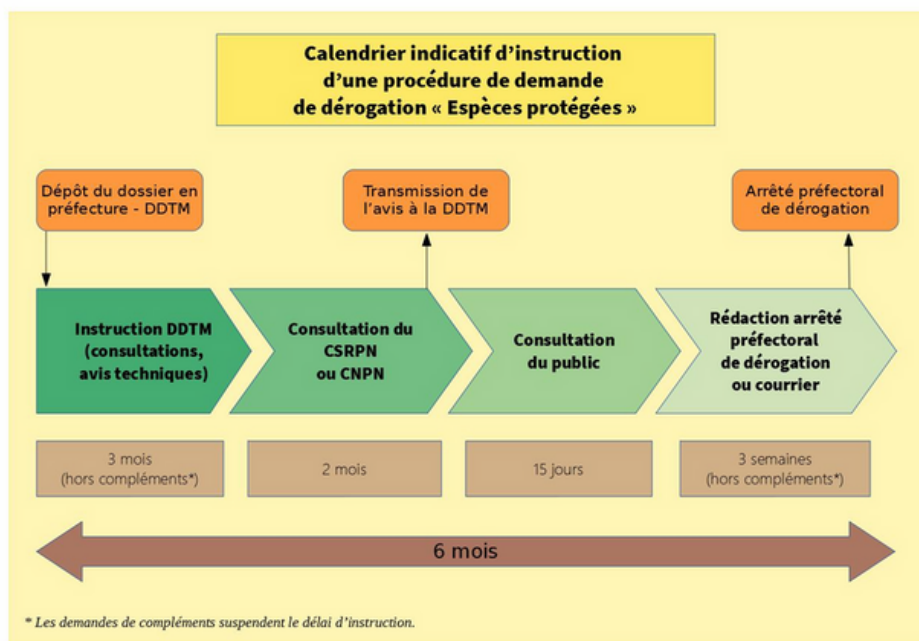 Calendrier indicatif d’instruction
d’une procédure de demande
de dérogation « Espèces protégées »
Dépôt du dossier en
préfecture - DDTM
Transmission de
l’avis à la DDTM
Arrêté préfectoral
de dérogation
Instruction DDTM
(consultations,
avis techniques)
Consultation du
CSRPN
ou CNPN
Consultation
du public
Rédaction arrêté
préfectoral
de dérogation
ou courrier
3 mois
(hors compléments*)
2 mois
15 jours
3 semaines
(hors compléments*)
6 mois
* Les demandes de compléments suspendent le délai d’instruction.